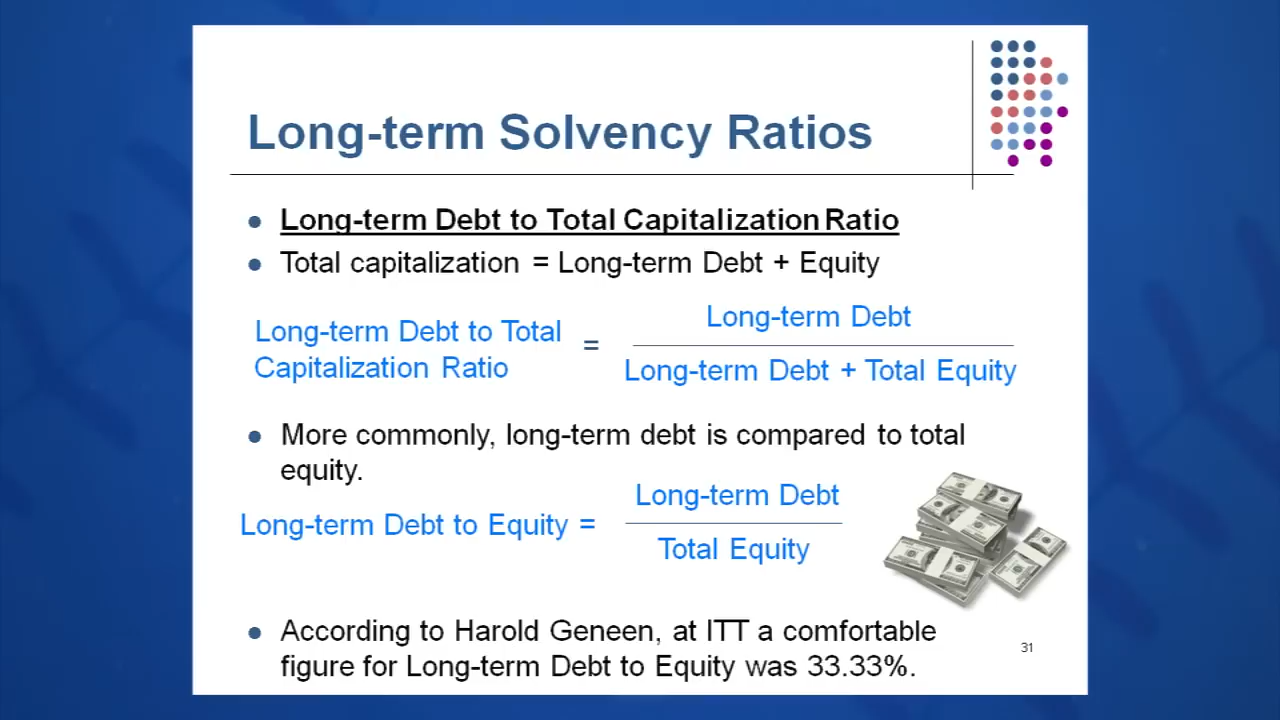 Long-term Solvency Ratios
Long-term Debt to Total Capitalization Ratio
Total capitalization = Long-term Debt + Equity
Long-term Debt to Total
Capitalization Ratio
=
Long-term Debt
Long-term Debt + Total Equity
More commonly, long-term debt is compared to total
equity.
Long-term Debt to Equity =
Long-term Debt
Total Equity
According to Harold Geneen, at ITT a comfortable
figure for Long-term Debt to Equity was 33.33%.
31